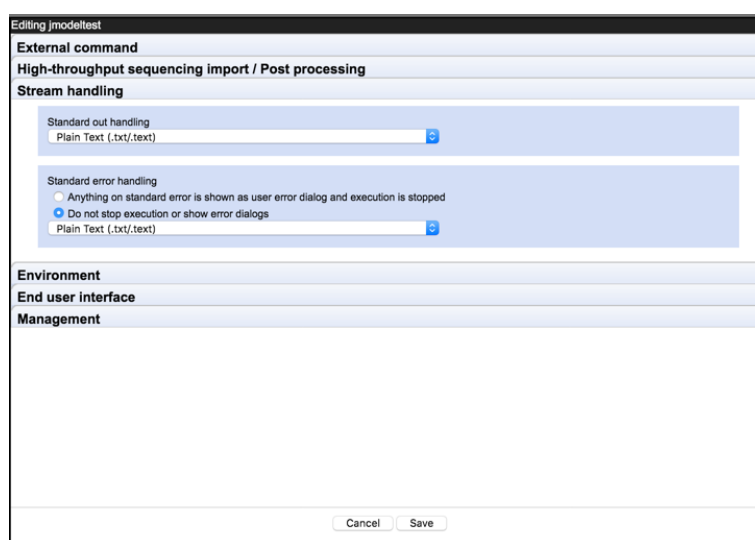 Editing jmodeltest
External command
High-throughput sequencing import / Post processing
Stream handling
Standard out handling
Plain Text (.txt/.text)
Standard error handling
Anything on standard error is shown as user error dialog and execution is stopped
Do not stop execution or show error dialogs
Plain Text (.txt/.text)
Environment
End user interface
Management
Cancel Save